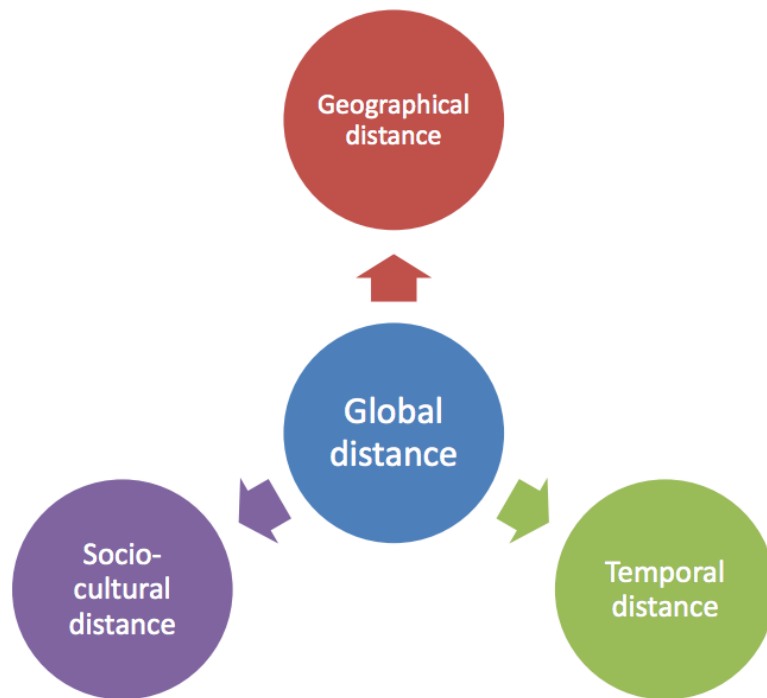 Geographical
distance
Global
distance
Socio-
cultural
distance
Temporal
distance